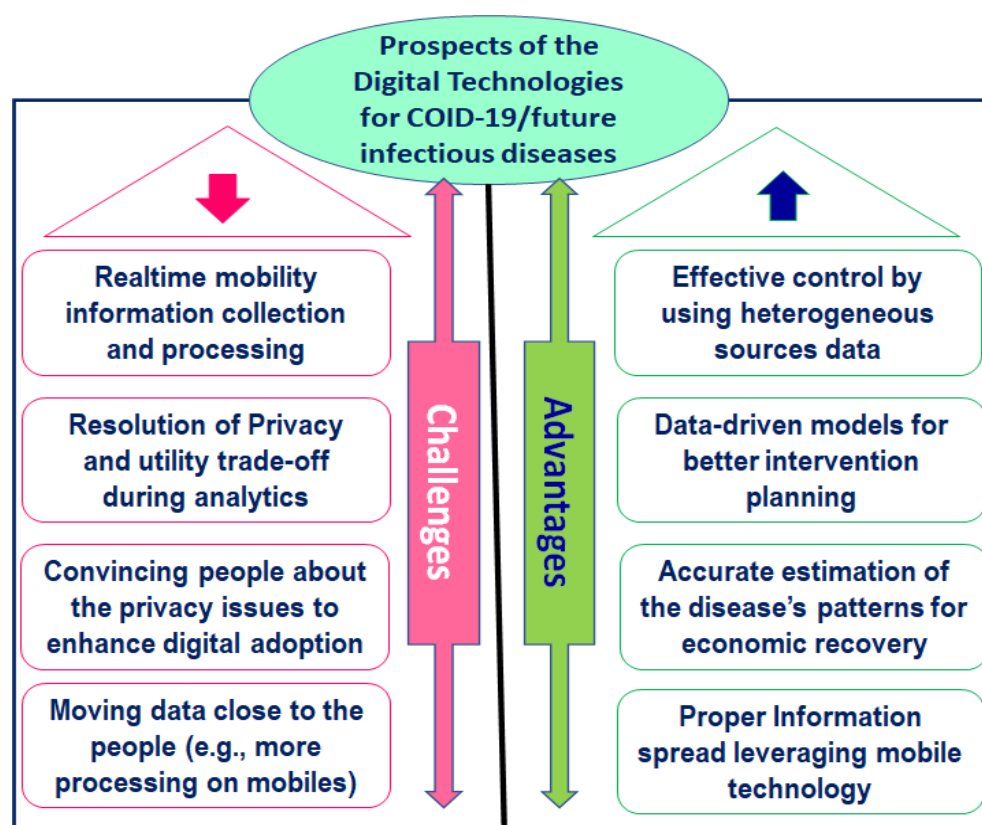 Prospects of the
Digital Technologies
for COID-19/future
infectious diseases
Realtime mobility
information collection
and processing
Resolution of Privacy
and utility trade-off
during analytics
Convincing people about
the privacy issues to
enhance digital adoption
Moving data close to the
people (e.g., more
processing on mobiles)
Challenges
Advantages
Effective control by
using heterogeneous
sources data
Data-driven models for
better intervention
planning
Accurate estimation of
the disease's patterns for
economic recovery
Proper Information
spread leveraging mobile
technology